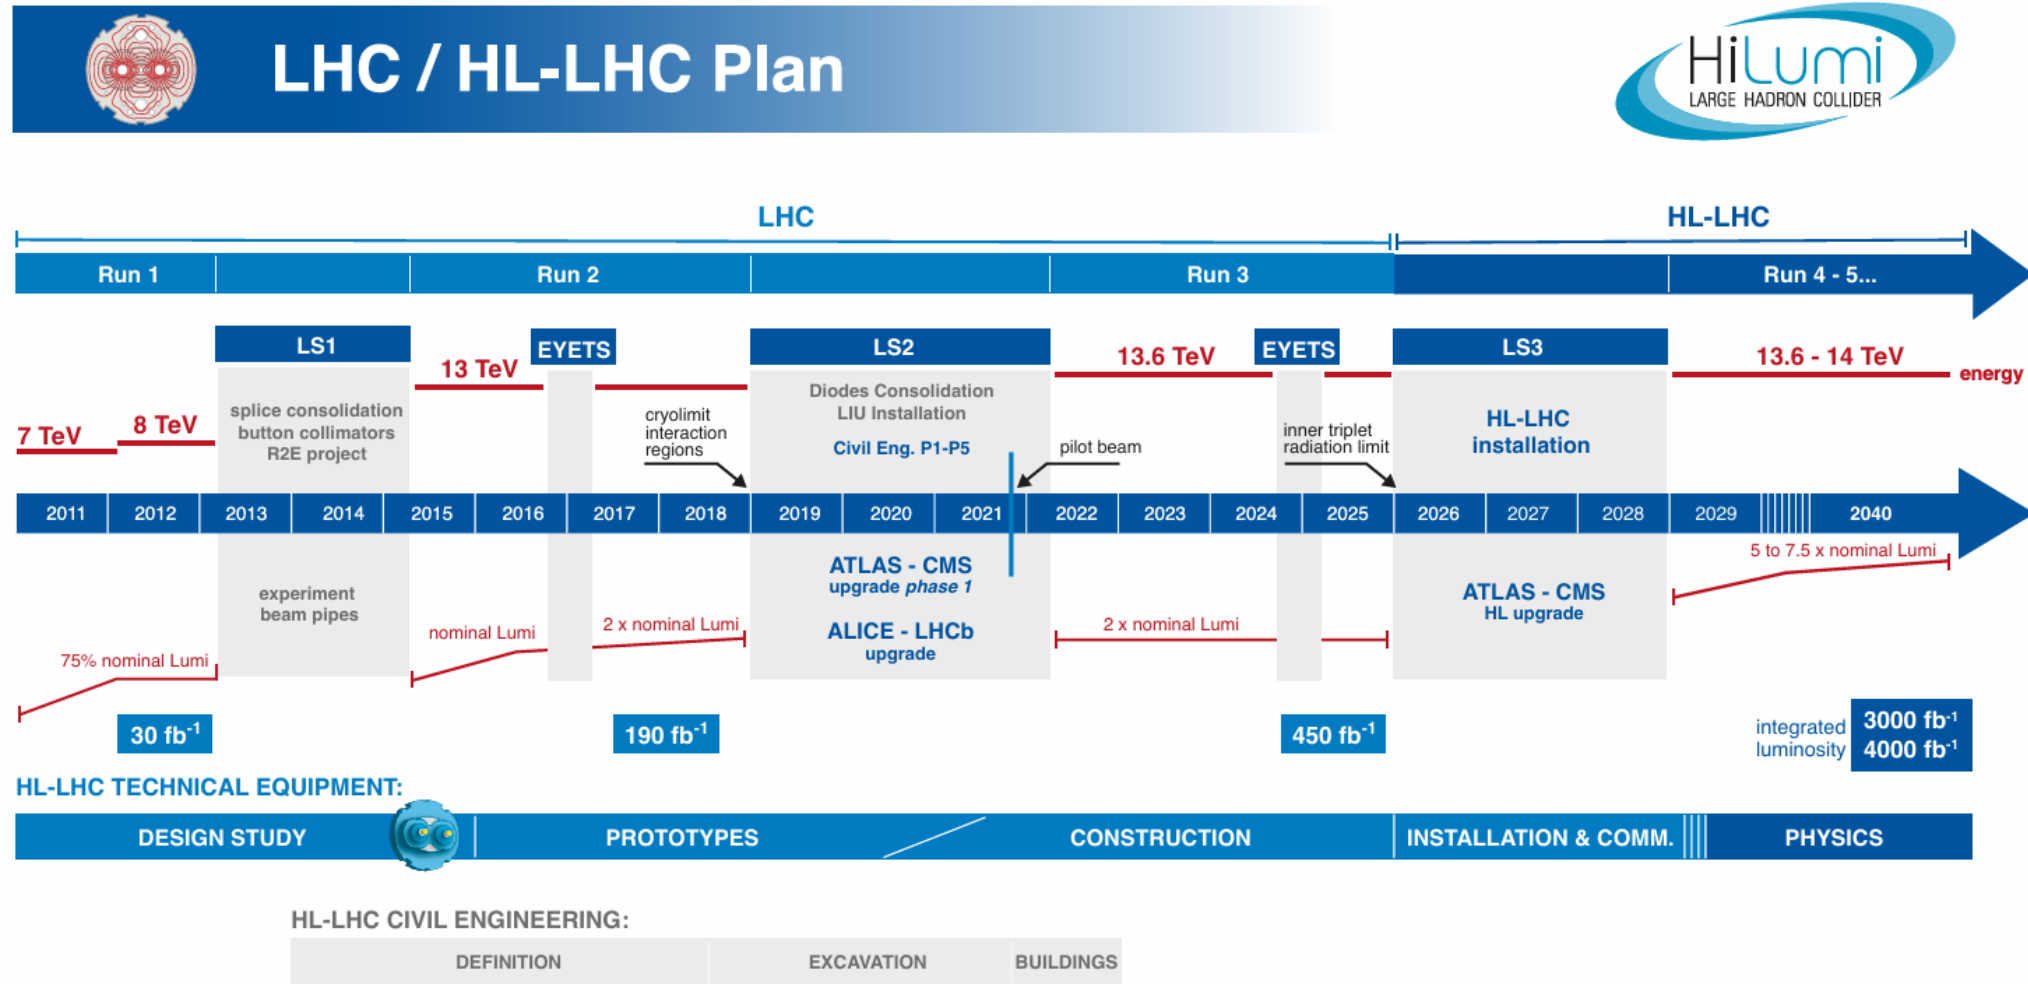 LHC / HL-LHC Plan
HiLumi
LARGE HADRON COLLIDER
LHC
HL-LHC
Run 1
Run 2
Run 3
Run 4 - 5...
LS1
EYETS
LS2
EYETS
LS3
13 TeV
13.6 TeV
13.6 - 14 TeV
energy
7 TeV
8 TeV
splice consolidation
button collimators
R2E project
cryolimit
interaction
regions
Diodes Consolidation
LIU Installation
Civil Eng. P1-P5
pilot beam
inner triplet
radiation limit
HL-LHC
installation
2011 2012 2013 2014 2015 2016 2017 2018 2019 2020 2021 2022 2023 2024 2025 2026 2027 2028 2029 2040
experiment
beam pipes
ATLAS - CMS
upgrade phase 1
ALICE - LHCb
upgrade
ATLAS - CMS
HL upgrade
5 to 7.5 x nominal Lumi
75% nominal Lumi
nominal Lumi
2 x nominal Lumi
2 x nominal Lumi
30 fb-1
190 fb-1
450 fb-1
integrated
luminosity
3000 fb-1
4000 fb-1
HL-LHC TECHNICAL EQUIPMENT:
DESIGN STUDY
PROTOTYPES
CONSTRUCTION
INSTALLATION & COMM.
PHYSICS
HL-LHC CIVIL ENGINEERING:
DEFINITION
EXCAVATION
BUILDINGS